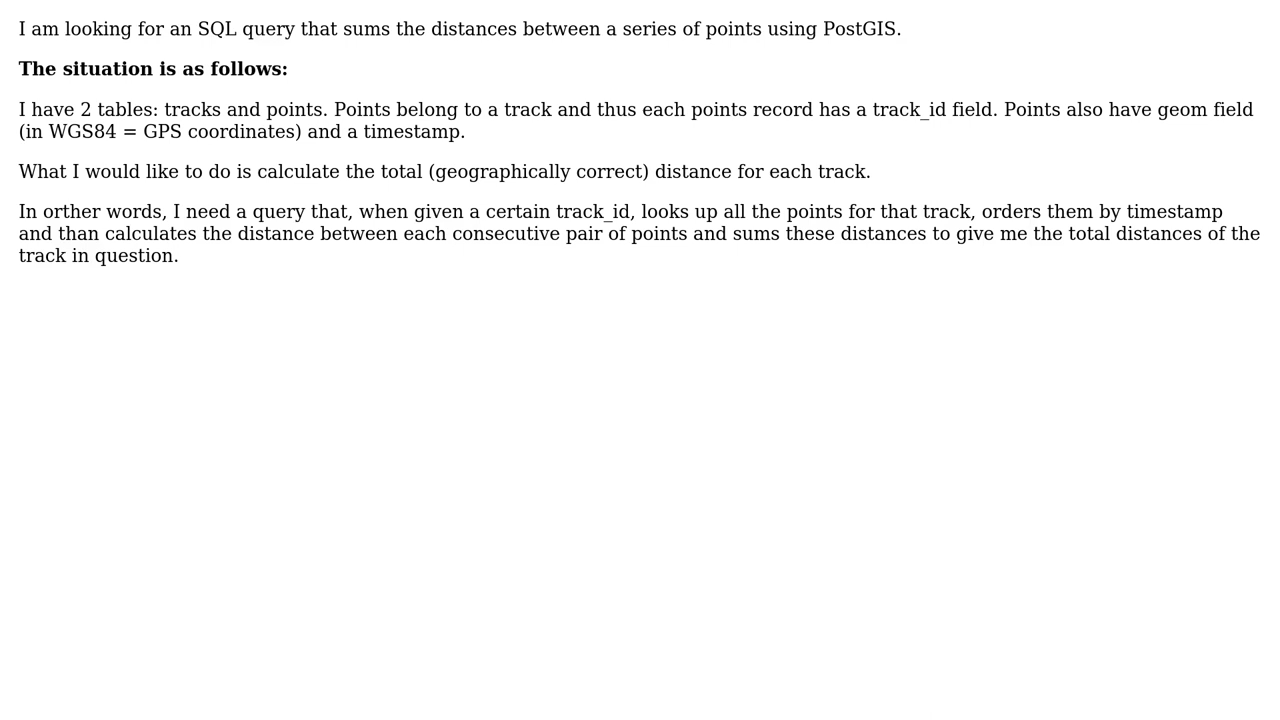 I am looking for an SQL query that sums the distances between a series of points using PostGIS.
The situation is as follows:
I have 2 tables: tracks and points. Points belong to a track and thus each points record has a track_id field. Points also have geom field
(in WGS84 = GPS coordinates) and a timestamp.
What I would like to do is calculate the total (geographically correct) distance for each track.
In orther words, I need a query that, when given a certain track_id, looks up all the points for that track, orders them by timestamp
and than calculates the distance between each consecutive pair of points and sums these distances to give me the total distances of the
track in question.